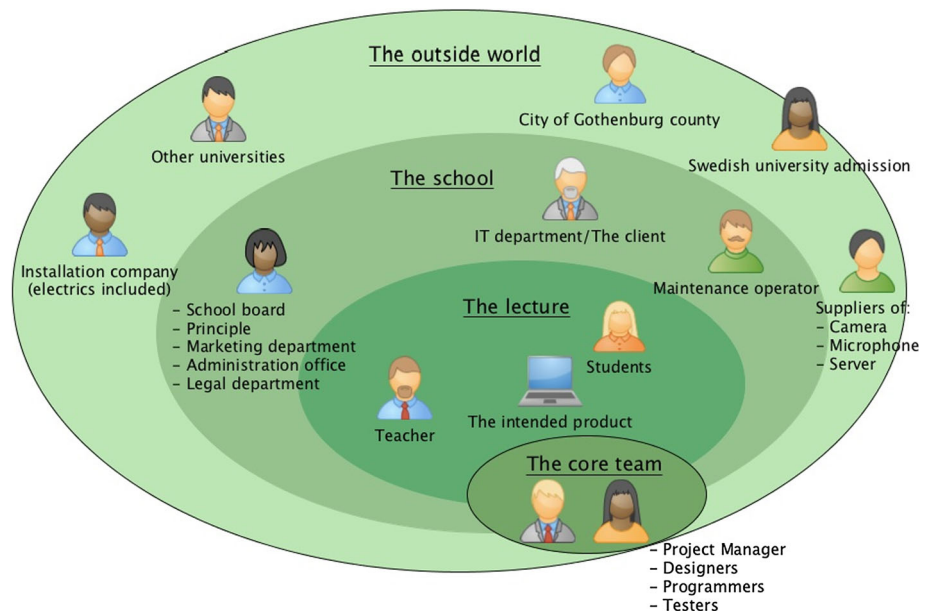 The outside world
City of Gothenburg county
Other universities
Swedish university admission
The school
IT department/The client
Installation company
(electrics included)
Maintenance operator
- School board
- Principle
- Marketing department
- Administration office
- Legal department
Suppliers of:
- Camera
- Microphone
- Server
The lecture
Students
Teacher
The intended product
The core team
- Project Manager
- Designers
- Programmers
- Testers